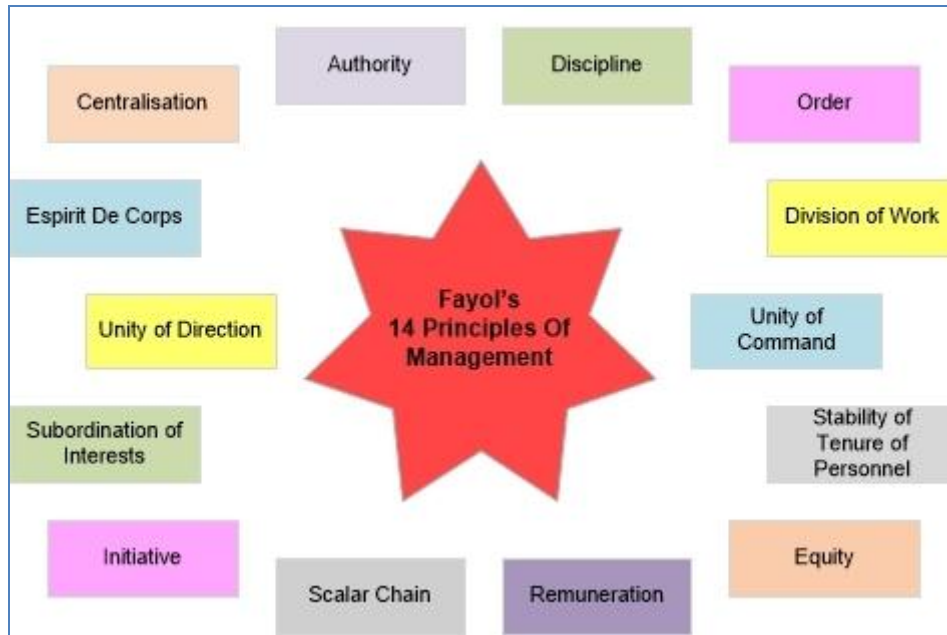 Authority
Discipline
Centralisation
Order
Espirit De Corps
Division of Work
Fayol's
14 Principles Of
Management
Unity of Direction
Unity of
Command
Subordination of
Interests
Stability of
Tenure of
Personnel
Initiative
Equity
Scalar Chain
Remuneration